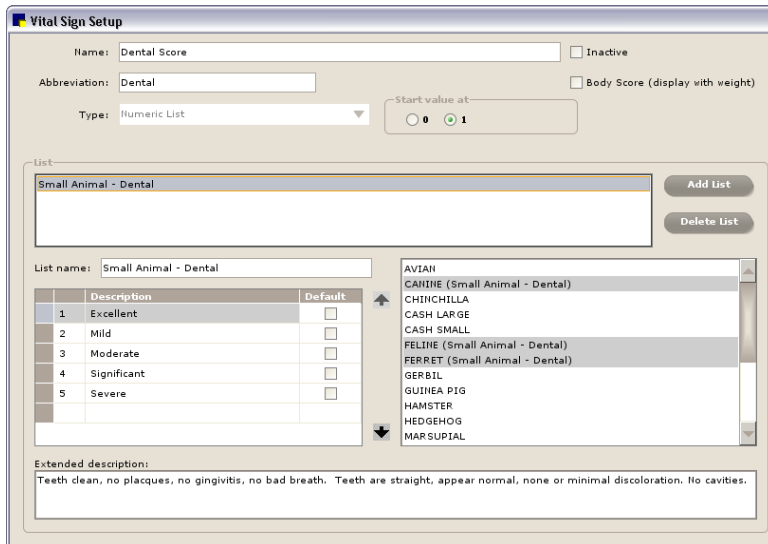 Vital Sign Setup
Name: Dental Score
Inactive
Abbreviation: Dental
Body Score (display with weight)
Type: Numeric List
Start value at
0 1
List
Small Animal - Dental
Add List
Delete List
List name: Small Animal - Dental
Description Default
1 Excellent
2 Mild
3 Moderate
4 Significant
5 Severe
AVIAN
CANINE (Small Animal - Dental)
CHINCHILLA
CASH LARGE
CASH SMALL
FELINE (Small Animal - Dental)
FERRET (Small Animal - Dental)
GERBIL
GUINEA PIG
HAMSTER
HEDGEHOG
MARSUPIAL
Extended description:
Teeth clean, no placques, no gingivitis, no bad breath.  Teeth are straight, appear normal, none or minimal discoloration. No cavities.